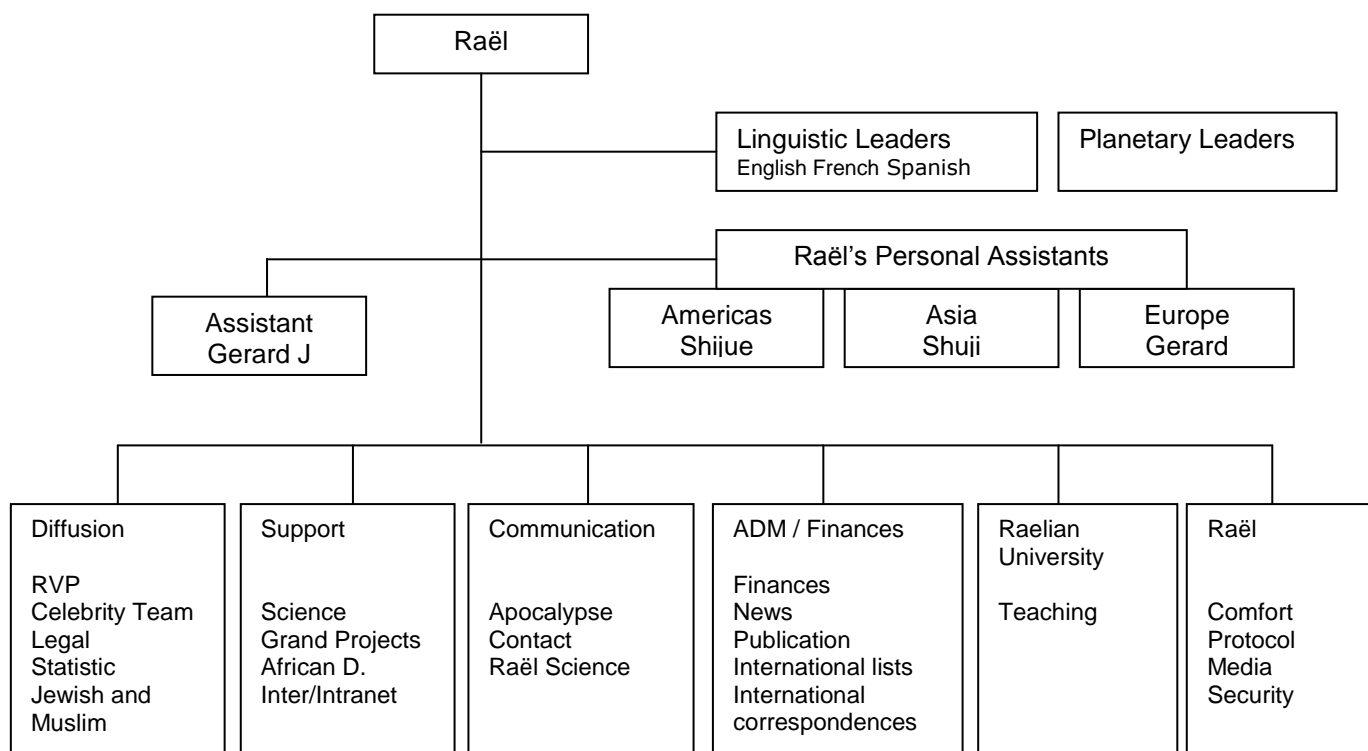 Raël
Linguistic Leaders
English French Spanish
Planetary Leaders
Raël's Personal Assistants
Assistant
Gerard J
Americas
Shijue
Asia
Shuji
Europe
Gerard
Diffusion
RVP
Celebrity Team
Legal
Statistic
Jewish and
Muslim
Support
Science
Grand Projects
African D.
Inter/Intranet
Communication
Apocalypse
Contact
Raël Science
ADM / Finances
Finances
News
Publication
International lists
International
correspondences
Raelian
University
Teaching
Raël
Comfort
Protocol
Media
Security